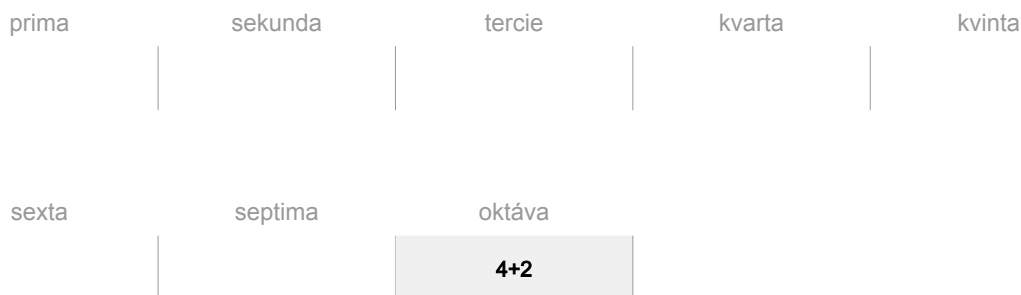 prima sekunda tercie kvarta kvinta
sexta septima oktáva
4+2